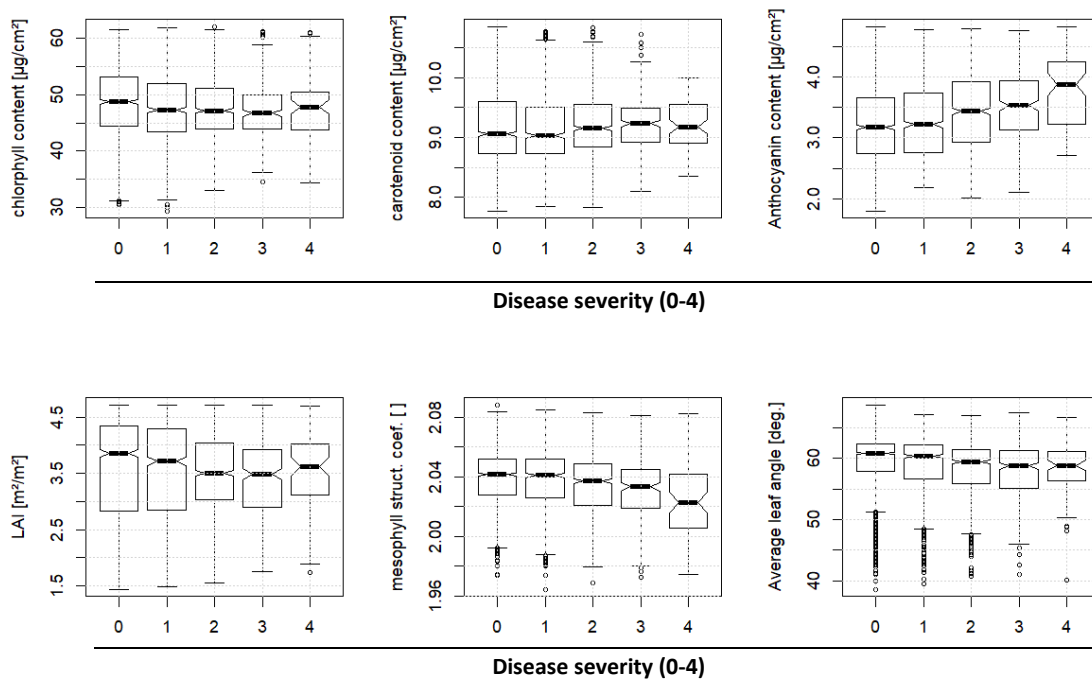 chlorophyll content [µg/cm²]
60
50
40
30
0 1 2 3 4
carotenoid content [µg/cm²]
10.0
9.0
8.0
0 1 2 3 4
Anthocyanin content [µg/cm²]
4.0
3.0
2.0
0 1 2 3 4
Disease severity (0-4)
LAI [m²/m²]
4.5
3.5
2.5
1.5
0 1 2 3 4
mesophyll struct. coef. [ ]
2.08
2.04
2.00
1.96
0 1 2 3 4
Average leaf angle [deg.]
60
50
40
0 1 2 3 4
Disease severity (0-4)